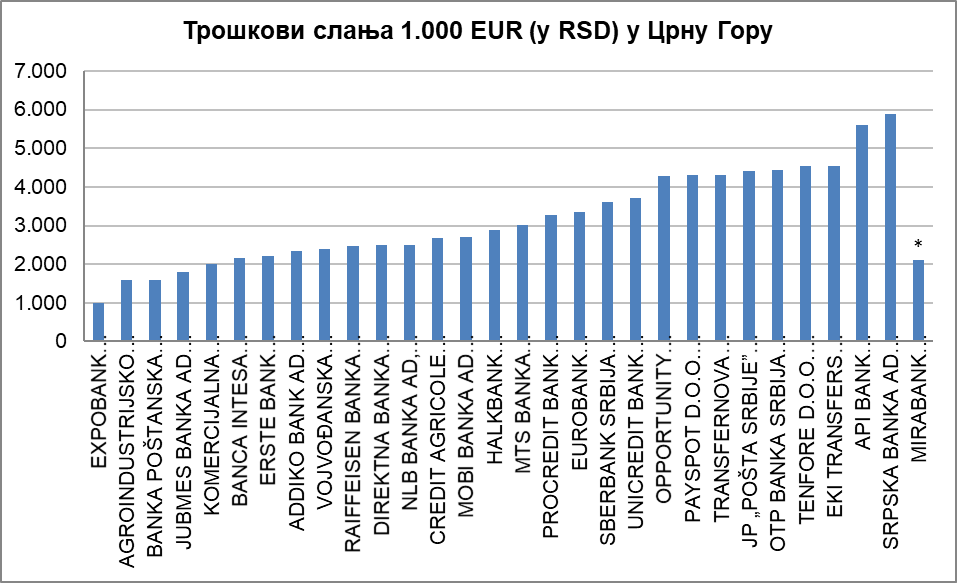 Трошкови слања 1.000 EUR (у RSD) у Црну Гору
7.000
6.000
5.000
4.000
3.000
2.000
1.000
0
*
EXPOBANK…
AGROINDUSTRIJSKO…
BANKA POŠTANSKA…
JUBMES BANKA AD…
KOMERCIJALNA…
BANCA INTESA…
ERSTE BANK…
ADDIKO BANK AD…
VOJVOĐANSKA…
RAIFFEISEN BANKA…
DIREKTNA BANKA…
NLB BANKA AD,…
CREDIT AGRICOLE…
MOBI BANKA AD…
HALKBANK…
MTS BANKA…
PROCREDIT BANK…
EUROBANK…
SBERBANK SRBIJA…
UNICREDIT BANK…
OPPORTUNITY…
PAYSPOT D.O.O.…
TRANSFERNOVA…
JP „POŠTA SRBIJE”…
OTP BANKA SRBIJA…
TENFORE D.O.O.…
EKI TRANSFERS…
API BANK…
SRPSKA BANKA AD…
MIRABANK…